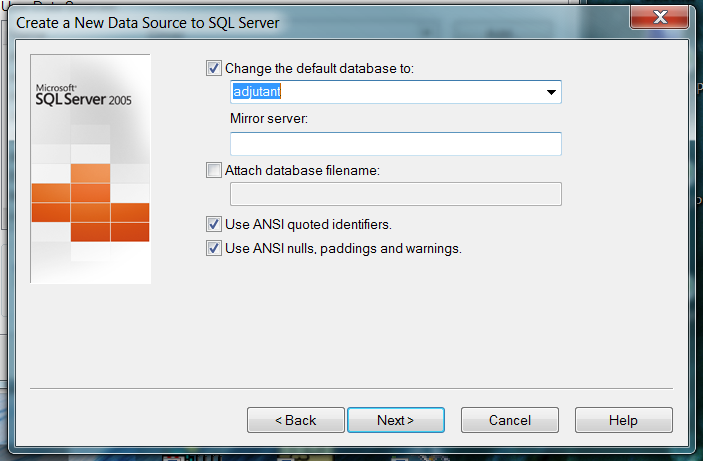 Create a New Data Source to SQL Server
Microsoft®
SQL Server 2005
Change the default database to:
adjutant
Mirror server:
Attach database filename:
Use ANSI quoted identifiers.
Use ANSI nulls, paddings and warnings.
< Back
Next >
Cancel
Help